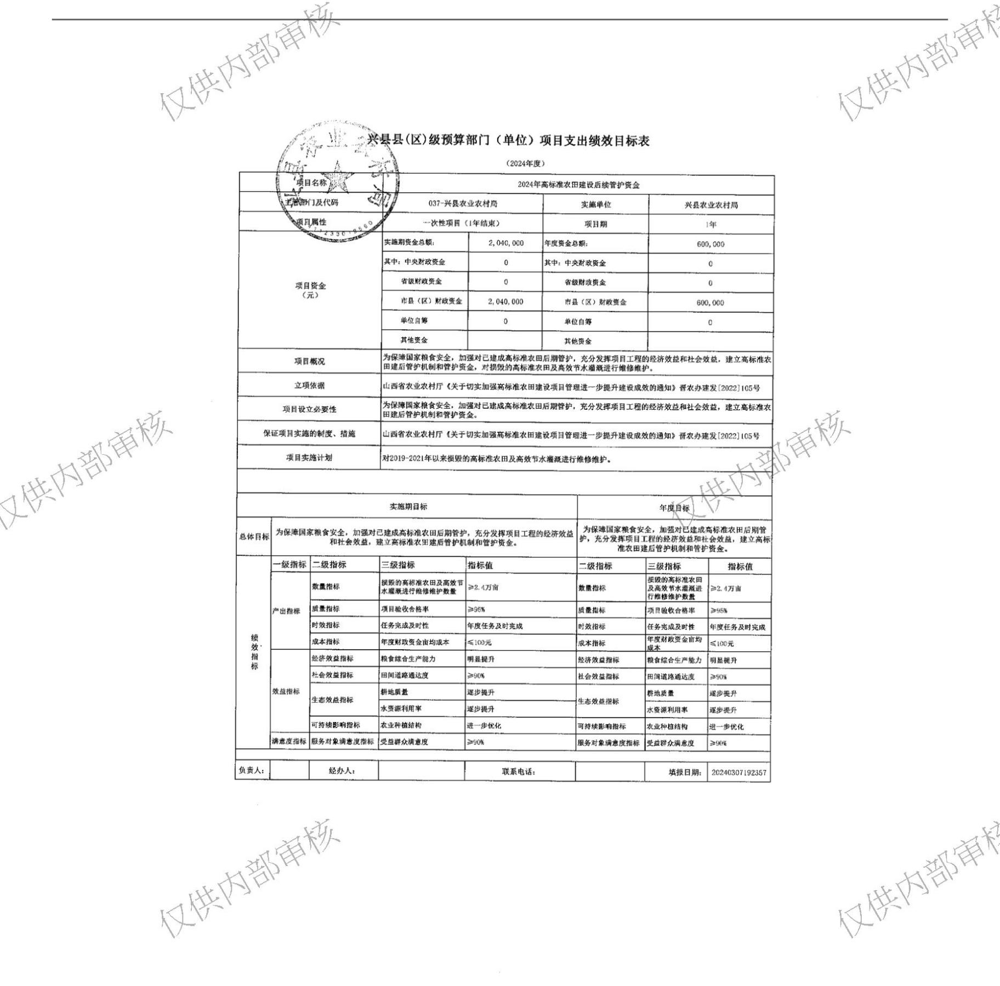 仅供内部审核
仅供内部审核
兴县县(区)级预算部门（单位）项目支出绩效目标表
（2024年度）
项目名称 2024年高标准农田建设后续管护资金
主管部门及代码 037-兴县农业农村局 实施单位 兴县农业农村局
项目属性 一次性项目（1年结束） 项目期 1年
项目资金
（元）
实施期资金总额： 2,040,000 年度资金总额： 600,000
其中：中央财政资金 0 其中：中央财政资金 0
省级财政资金 0 省级财政资金 0
市县（区）财政资金 2,040,000 市县（区）财政资金 600,000
单位自筹 0 单位自筹 0
其他资金 其他资金
项目概况 为保障国家粮食安全，加强对已建成高标准农田后期管护，充分发挥项目工程的经济效益和社会效益，建立高标准农
田建后管护机制和管护资金，对损毁的高标准农田及高效节水灌溉进行维修维护。
立项依据 山西省农业农村厅《关于切实加强高标准农田建设项目管理进一步提升建设成效的通知》晋农办建发[2022]105号
项目设立必要性 为保障国家粮食安全，加强对已建成高标准农田后期管护，充分发挥项目工程的经济效益和社会效益，建立高标准农
田建后管护机制和管护资金。
保证项目实施的制度、措施 山西省农业农村厅《关于切实加强高标准农田建设项目管理进一步提升建设成效的通知》晋农办建发[2022]105号
项目实施计划 对2019-2021年以来损毁的高标准农田及高效节水灌溉进行维修维护。
仅供内部审核
仅供内部审核
实施期目标 年度目标
总体目标
为保障国家粮食安全，加强对已建成高标准农田后期管护，充分发挥项目工程的经济效益
和社会效益，建立高标准农田建后管护机制和管护资金。
为保障国家粮食安全，加强对已建成高标准农田后期管
护，充分发挥项目工程的经济效益和社会效益，建立高标
准农田建后管护机制和管护资金。
绩效指标
一级指标 二级指标 三级指标 指标值 二级指标 三级指标 指标值
产出指标
数量指标 损毁的高标准农田及高效节
水灌溉进行维修维护数量 ≥2.4万亩
数量指标 损毁的高标准农田
及高效节水灌溉进
行维修维护数量 ≥2.4万亩
质量指标 项目验收合格率 ≥95% 质量指标 项目验收合格率 ≥95%
时效指标 任务完成及时性 年度任务及时完成 时效指标 任务完成及时性 年度任务及时完成
成本指标 年度财政资金亩均成本 ≤100元 成本指标 年度财政资金亩均
成本 ≤100元
效益指标
经济效益指标 粮食综合生产能力 明显提升 经济效益指标 粮食综合生产能力 明显提升
社会效益指标 田间道路通达度 ≥90% 社会效益指标 田间道路通达度 ≥90%
生态效益指标 耕地质量 逐步提升 生态效益指标 耕地质量 逐步提升
水资源利用率 逐步提升 水资源利用率 逐步提升
可持续影响指标 农业种植结构 进一步优化 可持续影响指标 农业种植结构 进一步优化
满意度指标 服务对象满意度指标 受益群众满意度 ≥90% 服务对象满意度指标 受益群众满意度 ≥90%
负责人： 经办人： 联系电话： 填报日期： 20240307192357
仅供内部审核
仅供内部审核